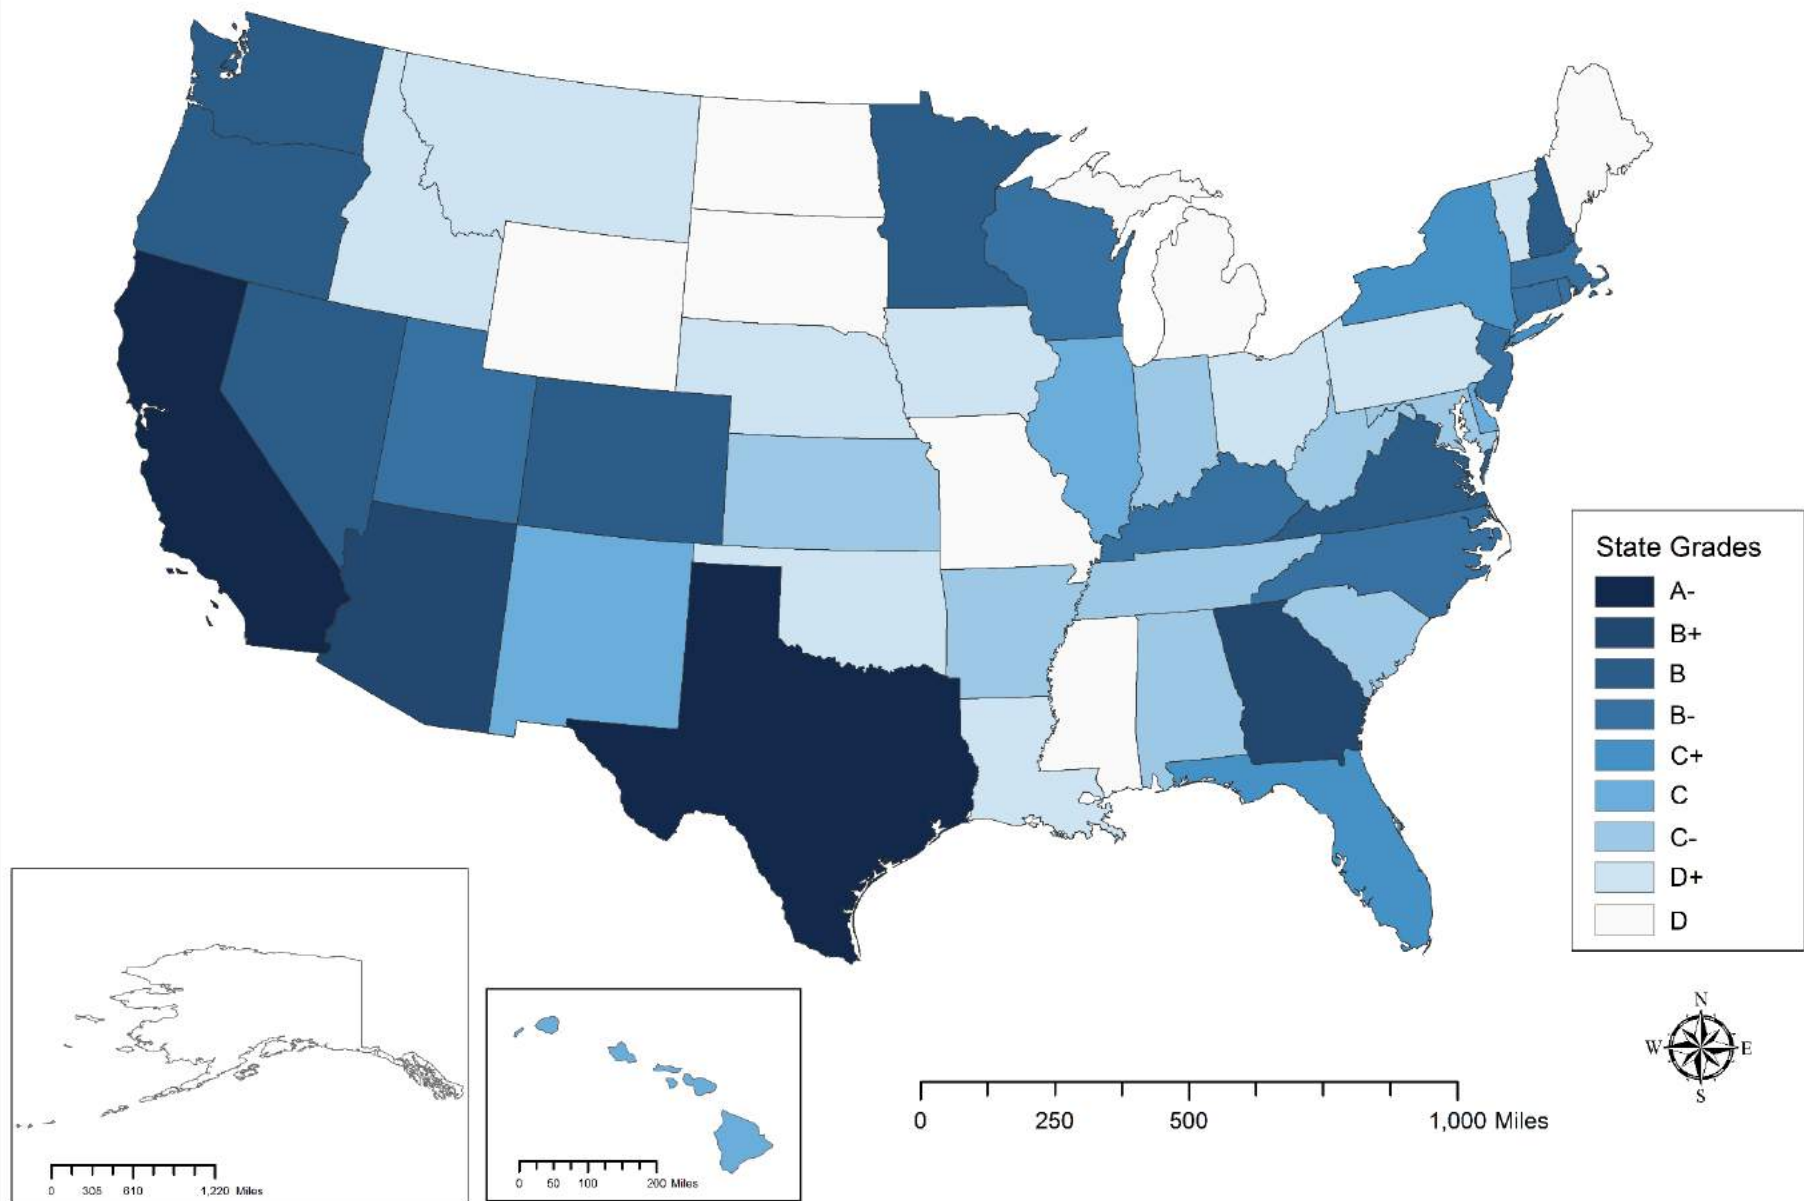 State Grades
A-
B+
B
B-
C+
C
C-
D+
D
N
W E
S
0 250 500 1,000 Miles
0 305 610 1,220 Miles
0 50 100 200 Miles